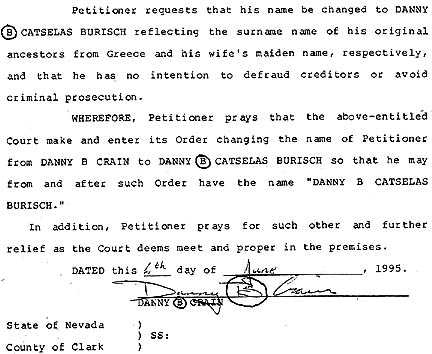 Petitioner requests that his name be changed to DANNY
B CATSELAS BURISCH reflecting the surname name of his original
ancestors from Greece and his wife's maiden name, respectively,
and that he has no intention to defraud creditors or avoid
criminal prosecution.
WHEREFORE, Petitioner prays that the above-entitled
Court make and enter its Order changing the name of Petitioner
from DANNY B CRAIN to DANNY B CATSELAS BURISCH so that he may
from and after such Order have the name "DANNY B CATSELAS
BURISCH."
In addition, Petitioner prays for such other and further
relief as the Court deems meet and proper in the premises.
DATED this 6th day of June, 1995.
Danny B Crain
DANNY B CRAIN
State of Nevada )
) SS:
County of Clark )